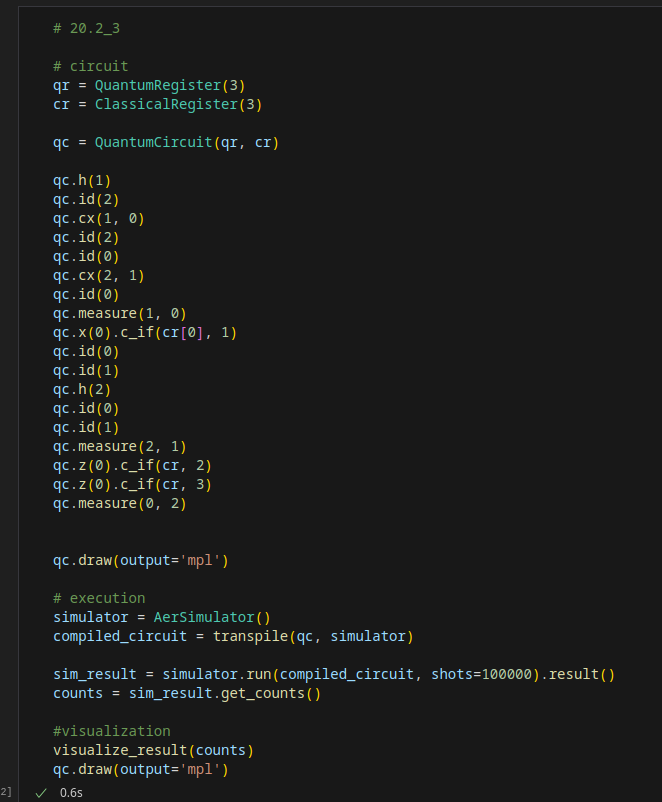 # 20.2_3
# circuit
qr = QuantumRegister(3)
cr = ClassicalRegister(3)
qc = QuantumCircuit(qr, cr)
qc.h(1)
qc.id(2)
qc.cx(1, 0)
qc.id(2)
qc.id(0)
qc.cx(2, 1)
qc.id(0)
qc.measure(1, 0)
qc.x(0).c_if(cr[0], 1)
qc.id(0)
qc.id(1)
qc.h(2)
qc.id(0)
qc.id(1)
qc.measure(2, 1)
qc.z(0).c_if(cr, 2)
qc.z(0).c_if(cr, 3)
qc.measure(0, 2)
qc.draw(output='mpl')
# execution
simulator = AerSimulator()
compiled_circuit = transpile(qc, simulator)
sim_result = simulator.run(compiled_circuit, shots=100000).result()
counts = sim_result.get_counts()
#visualization
visualize_result(counts)
qc.draw(output='mpl')
2] ✓ 0.6s